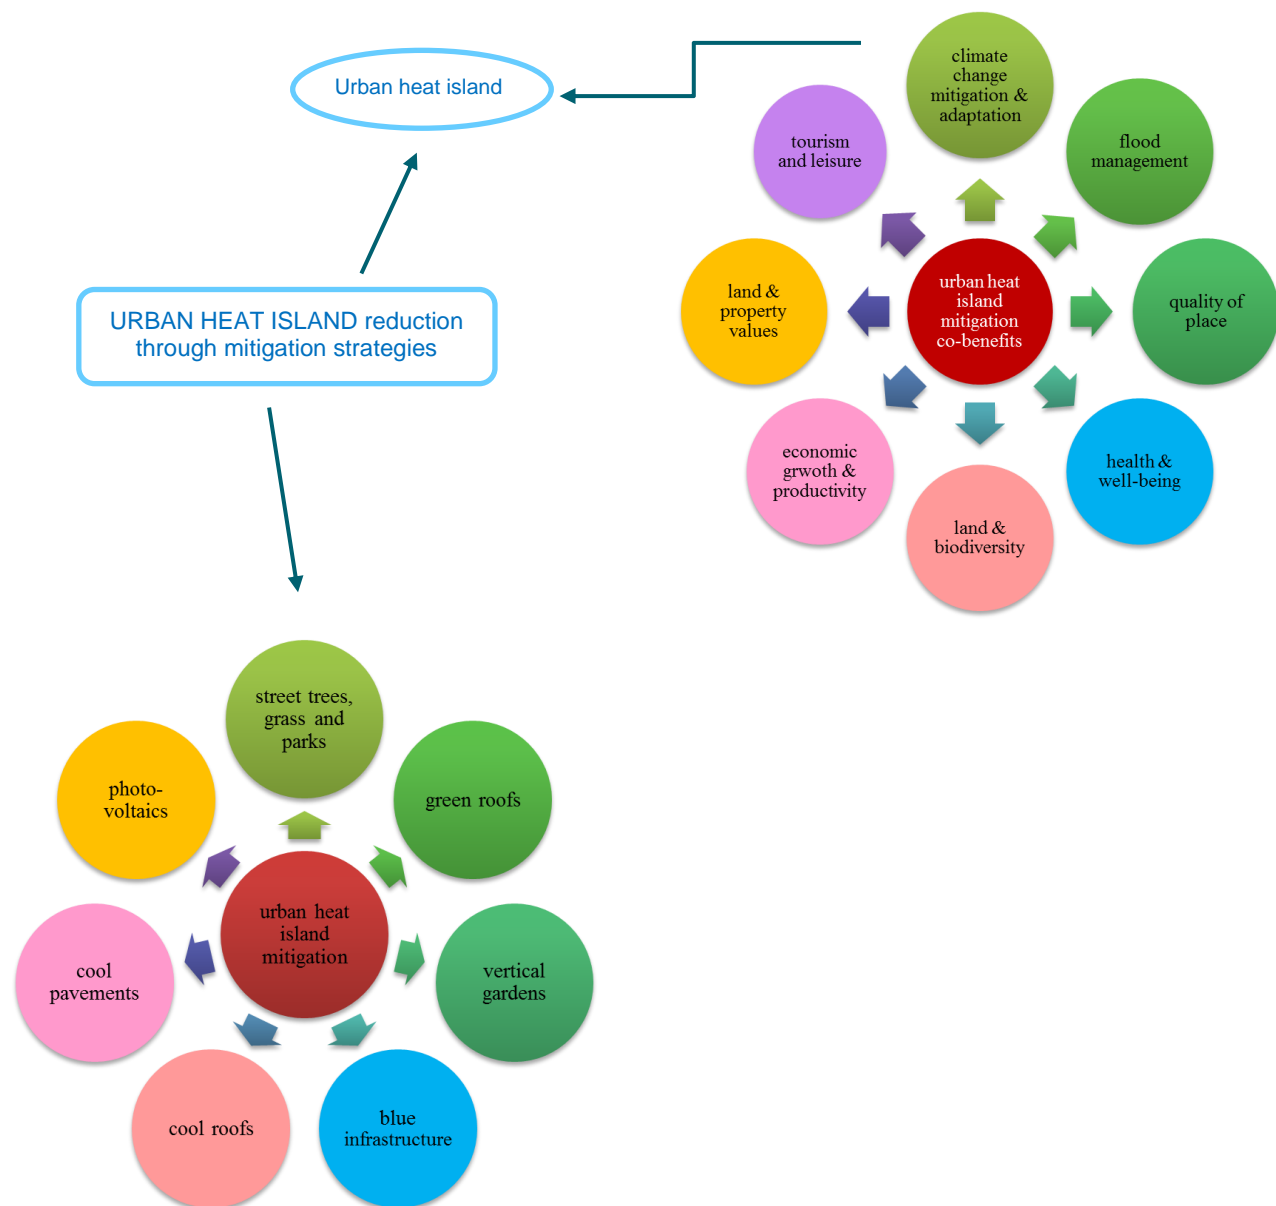 Urban heat island
URBAN HEAT ISLAND reduction
through mitigation strategies
climate
change
mitigation &
adaptation
flood
management
quality of
place
health &
well-being
land &
biodiversity
economic
grwoth &
productivity
land &
property
values
tourism
and leisure
urban heat
island
mitigation
co-benefits
street trees,
grass and
parks
green roofs
vertical
gardens
blue
infrastructure
cool roofs
cool
pavements
photo-
voltaics
urban heat
island
mitigation